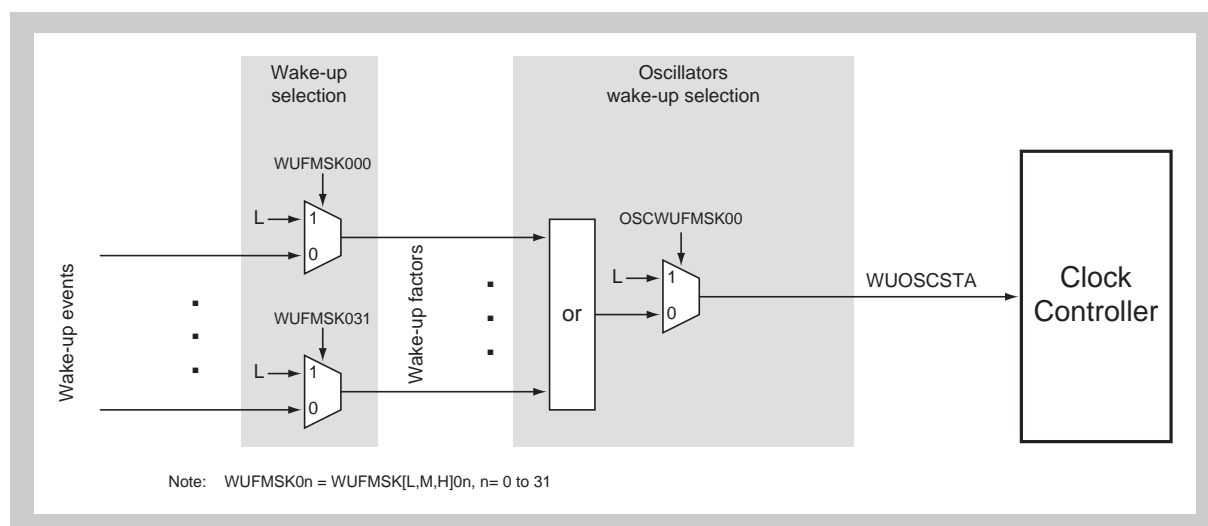 Wake-up
selection
Oscillators
wake-up selection
WUFMSK000
L
1
0
OSCWUFMSK00
L
1
0
WUOSCSTA
Clock
Controller
Wake-up events
Wake-up factors
or
WUFMSK031
L
1
0
Note: WUFMSK0n = WUFMSK[L,M,H]0n, n= 0 to 31